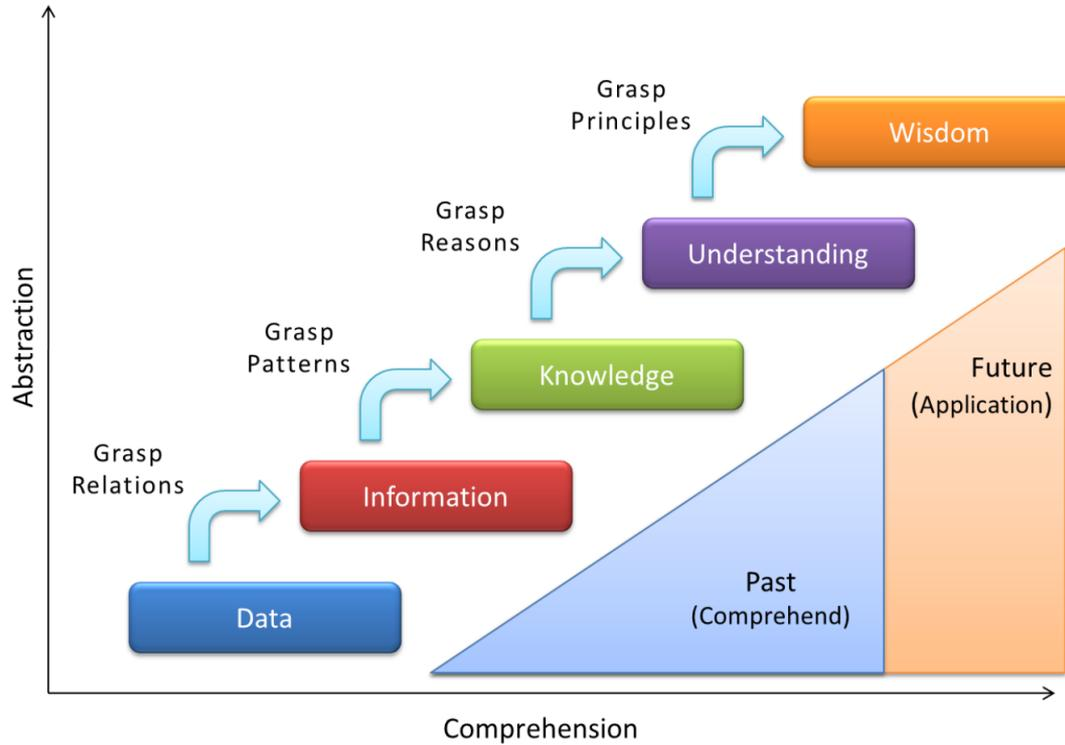 Grasp
Principles
Wisdom
Grasp
Reasons
Understanding
Grasp
Patterns
Knowledge
Grasp
Relations
Information
Data
Future
(Application)
Past
(Comprehend)
Abstraction
Comprehension